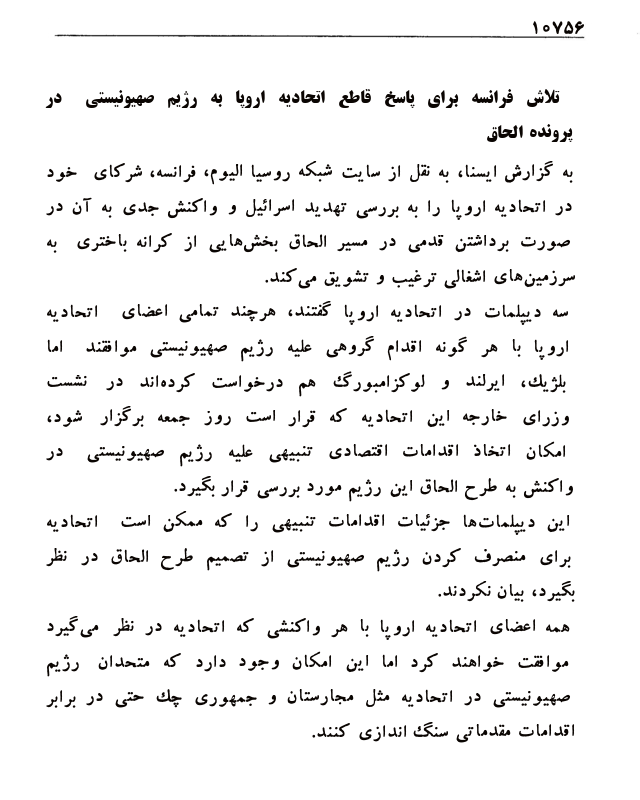 ۱۰۷۵۶
تلاش فرانسه برای پاسخ قاطع اتحادیه اروپا به رژیم صهیونیستی در
پرونده الحاق
به گزارش ایسنا، به نقل از سایت شبکه روسیا الیوم، فرانسه، شرکای خود
در اتحادیه اروپا را به بررسی تهدید اسرائیل و واکنش جدی به آن در
صورت برداشتن قدمی در مسیر الحاق بخش‌هایی از کرانه باختری به
سرزمین‌های اشغالی ترغیب و تشویق می‌کند.
سه دیپلمات در اتحادیه اروپا گفتند، هرچند تمامی اعضای اتحادیه
اروپا با هر گونه اقدام گروهی علیه رژیم صهیونیستی موافقند اما
بلژیك، ایرلند و لوکزامبورگ هم درخواست کرده‌اند در نشست
وزرای خارجه این اتحادیه که قرار است روز جمعه برگزار شود،
امکان اتخاذ اقدامات اقتصادی تنبیهی علیه رژیم صهیونیستی در
واکنش به طرح الحاق این رژیم مورد بررسی قرار بگیرد.
این دیپلمات‌ها جزئیات اقدامات تنبیهی را که ممکن است اتحادیه
برای منصرف کردن رژیم صهیونیستی از تصمیم طرح الحاق در نظر
بگیرد، بیان نکردند.
همه اعضای اتحادیه اروپا با هر واکنشی که اتحادیه در نظر می‌گیرد
موافقت خواهند کرد اما این امکان وجود دارد که متحدان رژیم
صهیونیستی در اتحادیه مثل مجارستان و جمهوری چك حتی در برابر
اقدامات مقدماتی سنگ اندازی کنند.